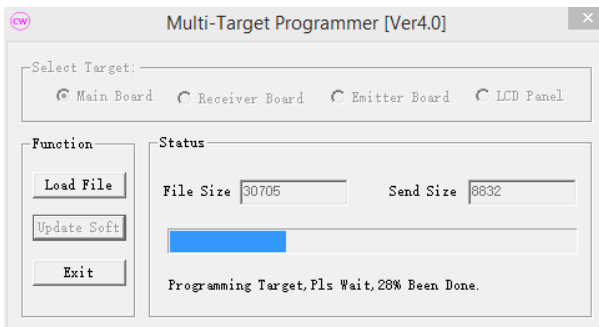 CW Multi-Target Programmer [Ver4.0]
Select Target:
Main Board Receiver Board Emitter Board LCD Panel
Function
Status
Load File
File Size 30705 Send Size 8832
Update Soft
Exit
Programming Target,Pls Wait,28% Been Done.